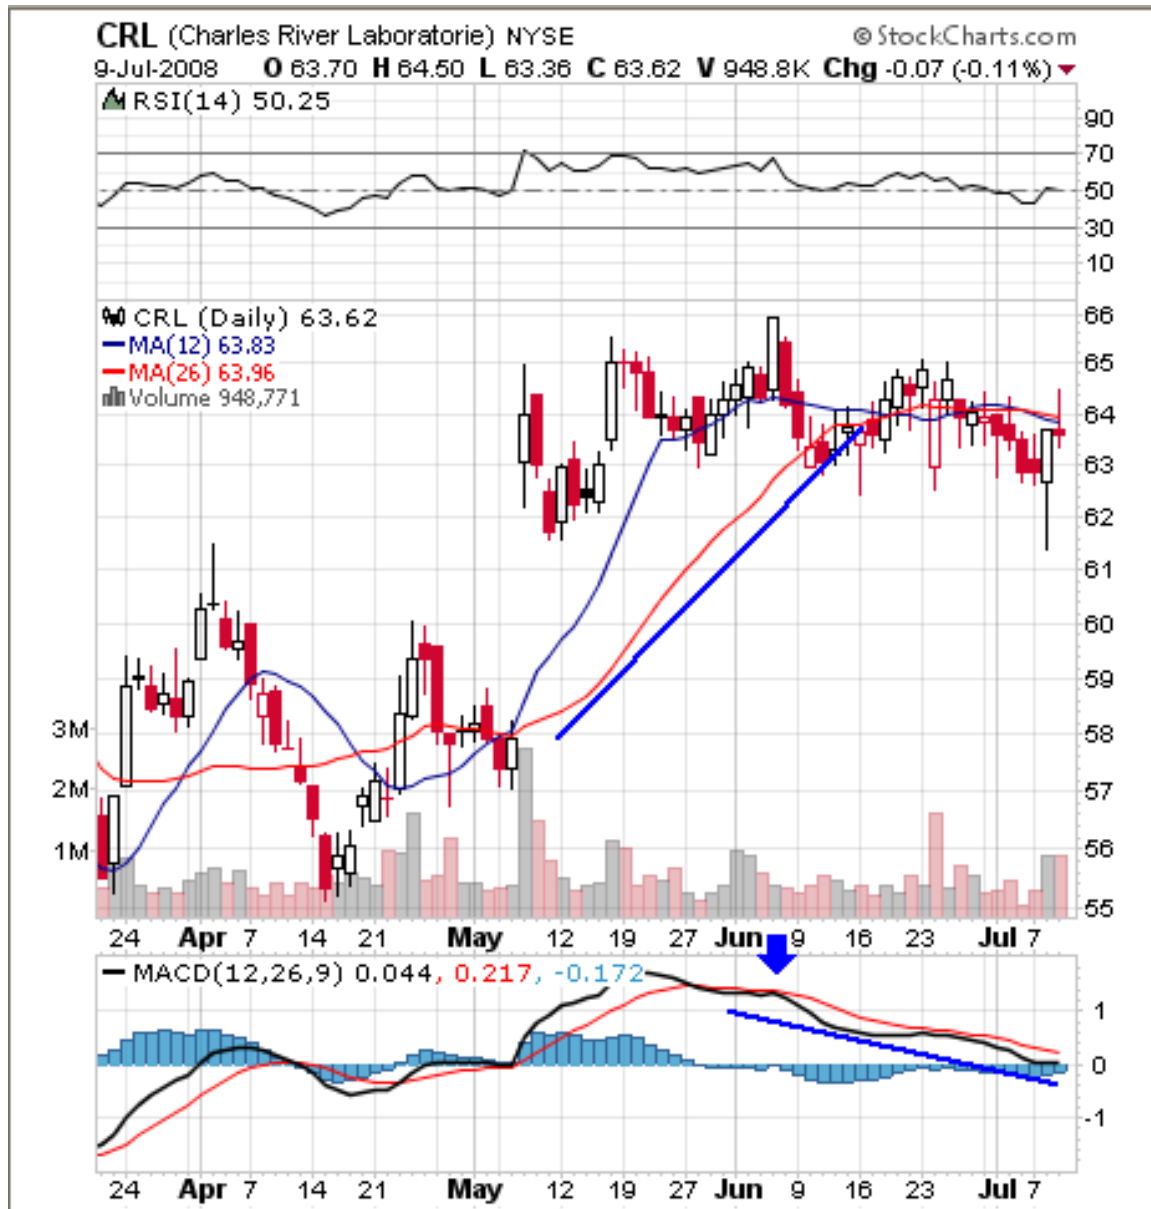 CRL (Charles River Laboratorie) NYSE © StockCharts.com
9-Jul-2008 O 63.70 H 64.50 L 63.36 C 63.62 V 948.8K Chg -0.07 (-0.11%)
RSI(14) 50.25
90
70
50
30
10
CRL (Daily) 63.62
MA(12) 63.83
MA(26) 63.96
Volume 948,771
66
65
64
63
62
61
60
59
58
57
56
55
3M
2M
1M
24 Apr 7 14 21 May 12 19 27 Jun 9 16 23 Jul 7
MACD(12,26,9) 0.044, 0.217, -0.172
1
0
-1
24 Apr 7 14 21 May 12 19 27 Jun 9 16 23 Jul 7